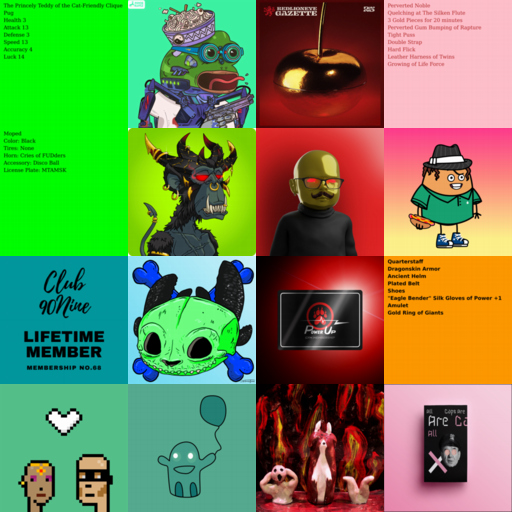 The Princely Teddy of the Cat-Friendly Clique
Pug
Health 3
Attack 13
Defense 3
Speed 13
Accuracy 4
Luck 14
REDLIONEYE
GAZETTE
Perverted Noble
Quelching at The Silken Flute
3 Gold Pieces for 20 minutes
Perverted Gum Bumping of Rapture
Tight Pum
Double Strap
Hard Flick
Leather Harness of Twins
Growing of Life Force
Moped
Color: Black
Tires: None
Horn: Cries of FUDders
Accessory: Disco Ball
License Plate: MTAMSK
Club
90Nine
LIFETIME
MEMBER
MEMBERSHIP NO.68
POWER UP
Quarterstaff
Dragonskin Armor
Ancient Helm
Plated Belt
Shoes
"Eagle Bender" Silk Gloves of Power +1
Amulet
Gold Ring of Giants
All Cops Are
Are Ca
All